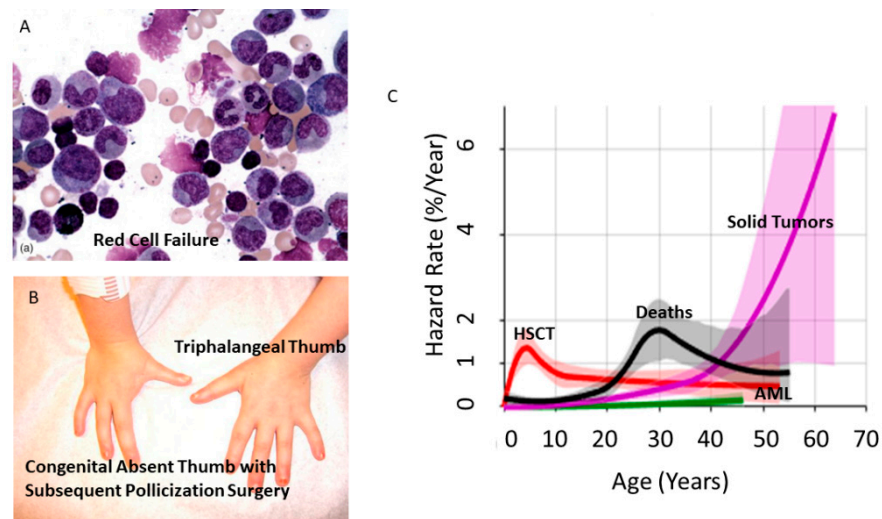 A
(a)
Red Cell Failure
B
Triphalangeal Thumb
Congenital Absent Thumb with
Subsequent Pollicization Surgery
C
Hazard Rate (%/Year)
6
4
2
1
0
Solid Tumors
Deaths
HSCT
AML
0 10 20 30 40 50 60 70
Age (Years)